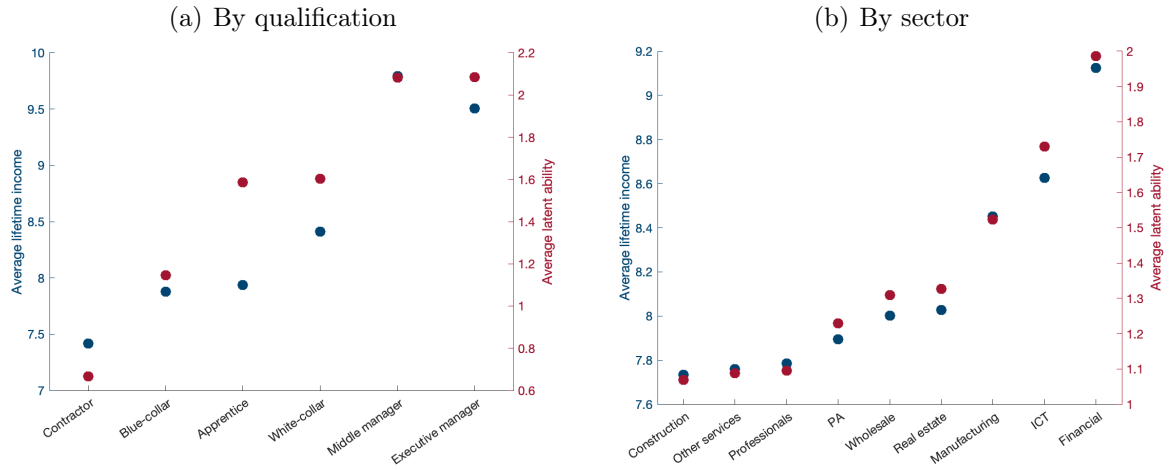 (a) By qualification
Average lifetime income
10
9.5
9
8.5
8
7.5
7
2.2
2
1.8
1.6
1.4
1.2
1
0.8
0.6
Average latent ability
Contractor
Blue-collar
Apprentice
White-collar
Middle manager
Executive manager
(b) By sector
Average lifetime income
9.2
9
8.8
8.6
8.4
8.2
8
7.8
7.6
2
1.9
1.8
1.7
1.6
1.5
1.4
1.3
1.2
1.1
1
Average latent ability
Construction
Other services
Professionals
PA
Wholesale
Real estate
Manufacturing
ICT
Financial